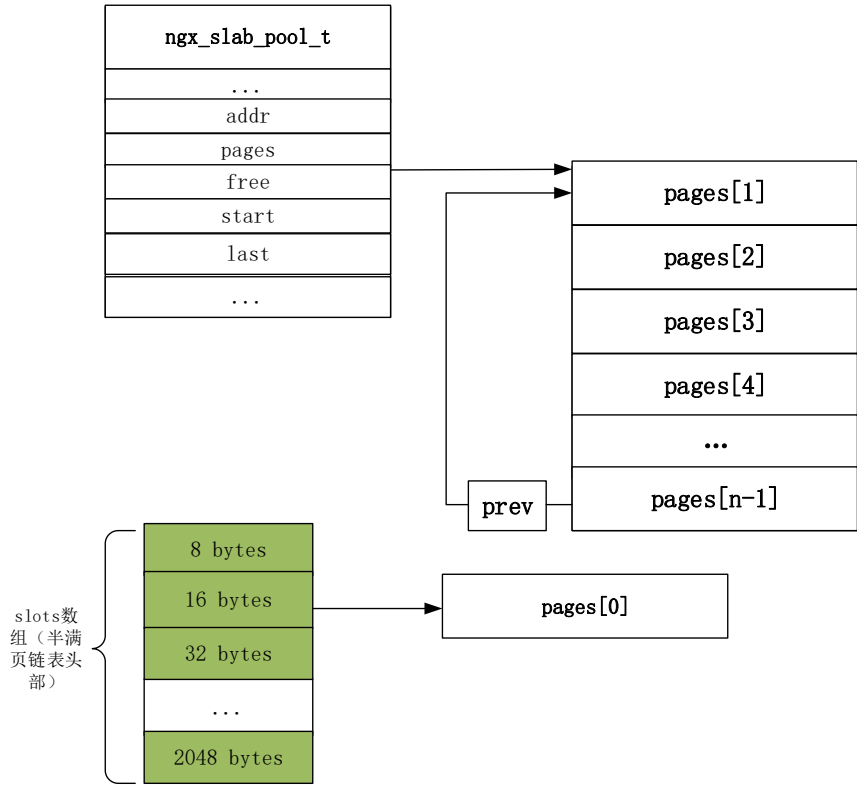 ngx_slab_pool_t
...
addr
pages
free
start
last
...
pages[1]
pages[2]
pages[3]
pages[4]
...
pages[n-1]
prev
slots数
组（半满
页链表头
部）
8 bytes
16 bytes
32 bytes
...
2048 bytes
pages[0]